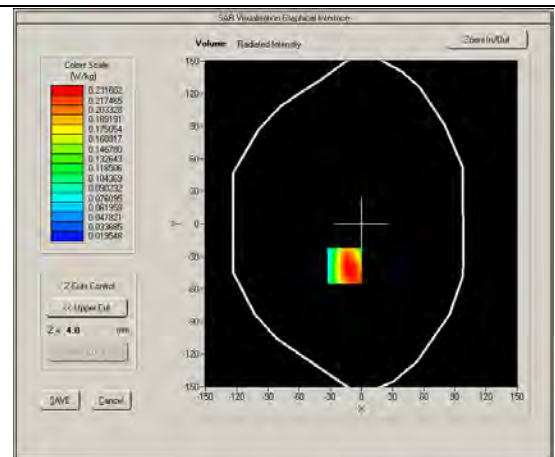 SAR Visualisation Graphical Interface
Volume Radiated Intensity
Zoom In/Out
Colour Scale
(W/kg)
0.231602
0.217465
0.203328
0.189191
0.175054
0.160917
0.146780
0.132643
0.118506
0.104369
0.090232
0.076095
0.061958
0.047821
0.033685
0.019548
Z-Coin Control
<< Upper Cut
Z = 4.0 mm
SAVE
Cancel
150
120
90
60
30
0
-30
-60
-90
-120
-150
Y
-150 -120 -90 -60 -30 0 30 60 90 120 150
X